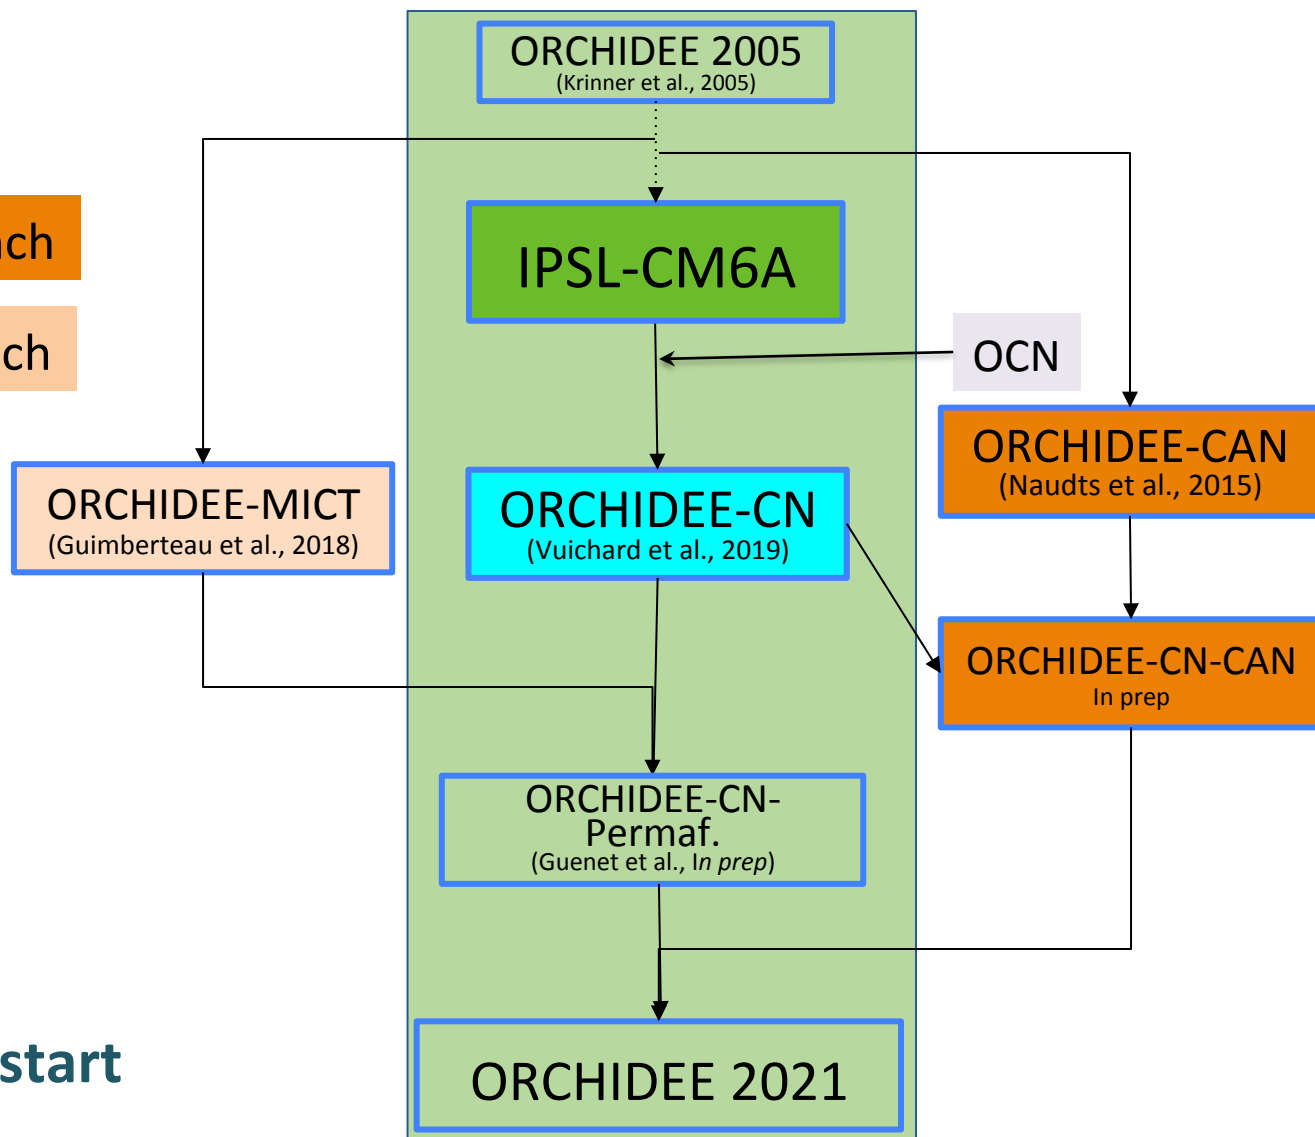 ORCHIDEE 2005
(Krinner et al., 2005)
ch
IPSL-CM6A
ch
OCN
ORCHIDEE-MICT
(Guimberteau et al., 2018)
ORCHIDEE-CN
(Vuichard et al., 2019)
ORCHIDEE-CAN
(Naudts et al., 2015)
ORCHIDEE-CN-CAN
In prep
ORCHIDEE-CN-
Permaf.
(Guenet et al., In prep)
start
ORCHIDEE 2021